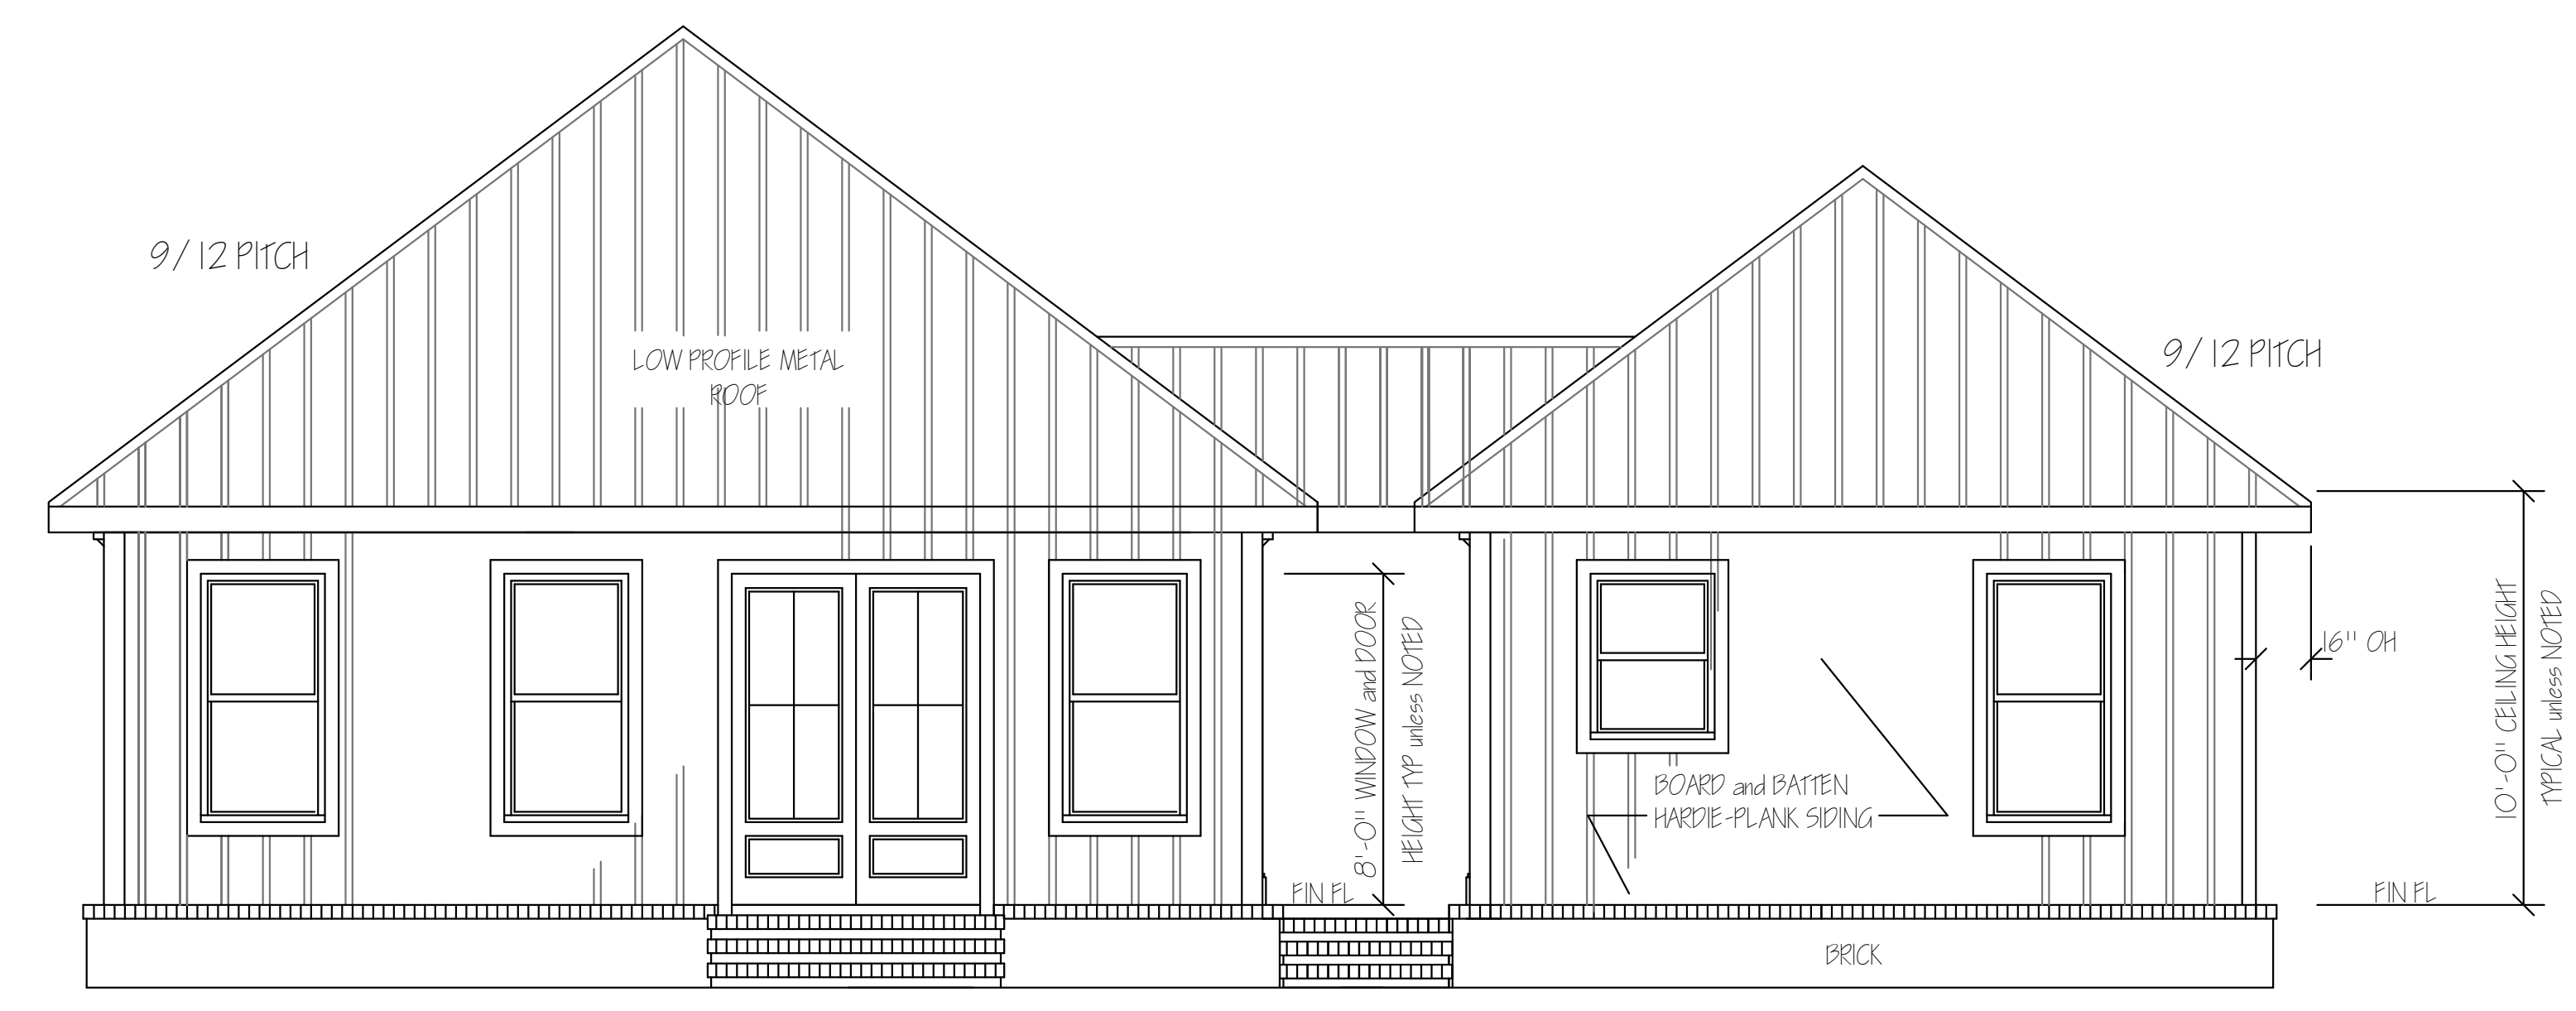 9/12 PITCH
LOW PROFILE METAL
ROOF
9/12 PITCH
8'-0" WINDOW and DOOR
HEIGHT TYP unless NOTED
FIN FL
BOARD and BATTEN
HARDIE-PLANK SIDING
BRICK
16" OH
10'-0" CEILING HEIGHT
TYPICAL unless NOTED
FIN FL